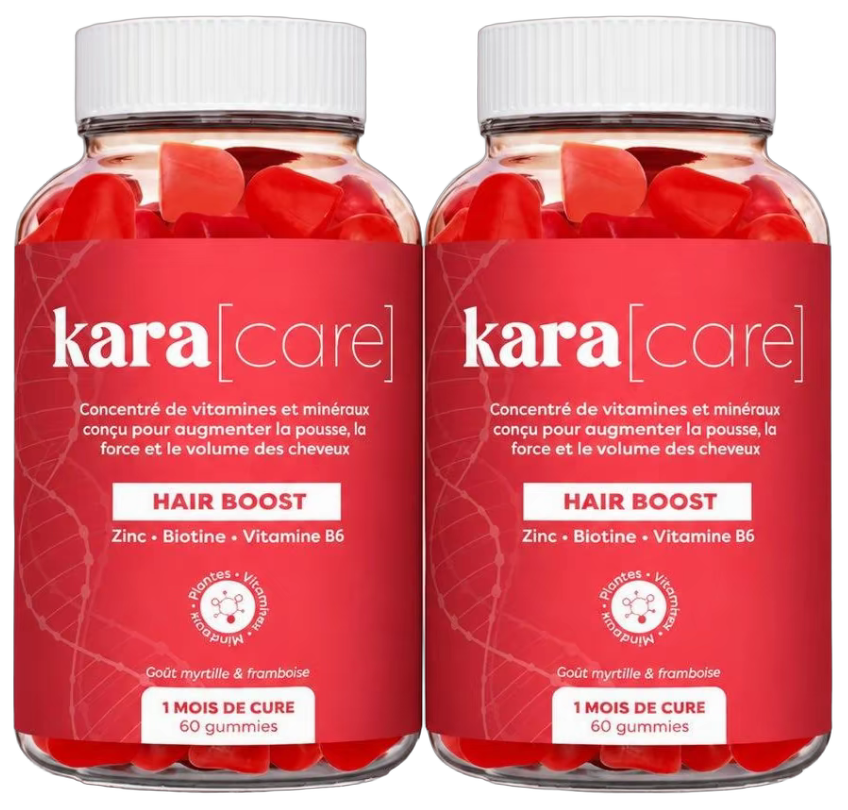 kara[care]
Concentré de vitamines et minéraux
conçu pour augmenter la pousse, la
force et le volume des cheveux
HAIR BOOST
Zinc • Biotine • Vitamine B6
Plantes • Vitamines •
Goût myrtille & framboise
1 MOIS DE CURE
60 gummies
kara[care]
Concentré de vitamines et minéraux
conçu pour augmenter la pousse, la
force et le volume des cheveux
HAIR BOOST
Zinc • Biotine • Vitamine B6
Plantes • Vitamines •
Goût myrtille & framboise
1 MOIS DE CURE
60 gummies